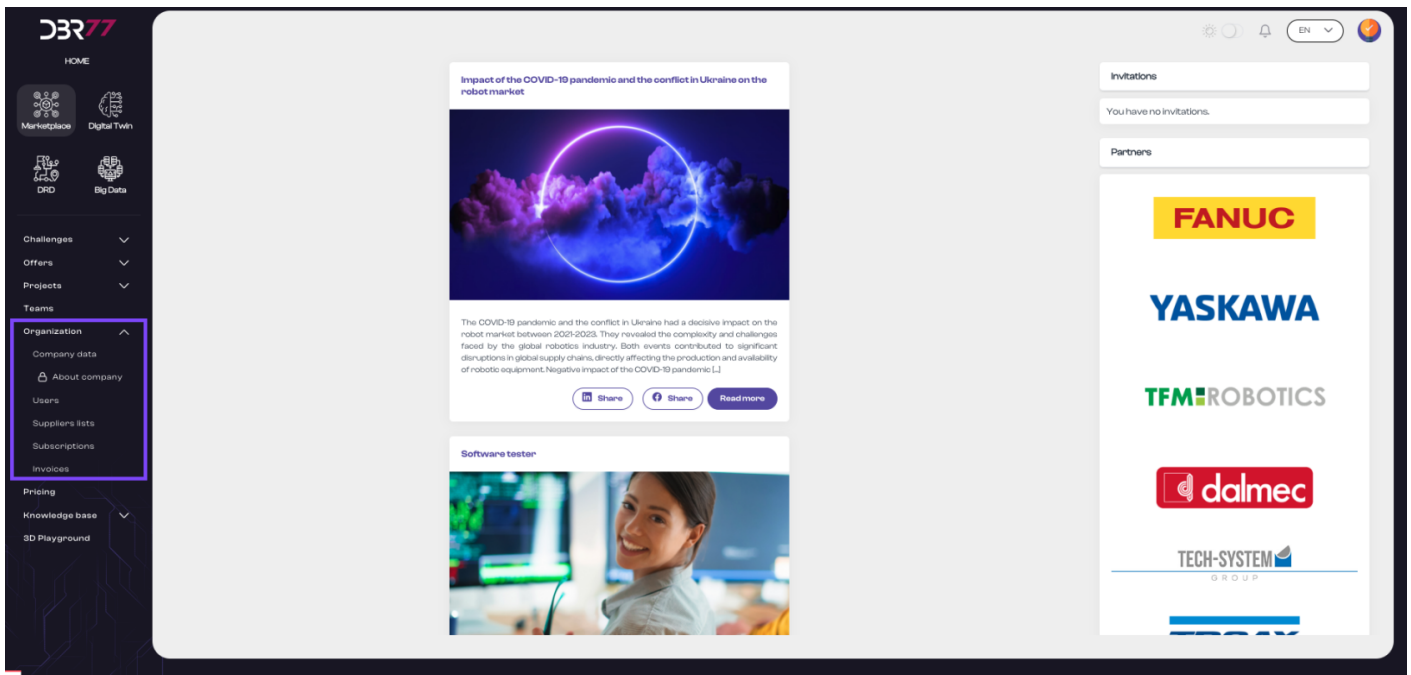 DBR77
HOME
Marketplace
Digital Twin
DRD
Big Data
Challenges
Offers
Projects
Teams
Organization
Company data
About company
Users
Suppliers lists
Subscriptions
Invoices
Pricing
Knowledge base
3D Playground
EN
Impact of the COVID-19 pandemic and the conflict in Ukraine on the
robot market
The COVID-19 pandemic and the conflict in Ukraine had a decisive impact on the
robot market between 2021-2023. They revealed the complexity and challenges
faced by the global robotics industry. Both events contributed to significant
disruptions in global supply chains, directly affecting the production and availability
of robotic equipment. Negative impact of the COVID-19 pandemic […]
Share
Share
Read more
Software tester
Invitations
You have no invitations.
Partners
FANUC
YASKAWA
TFM ROBOTICS
d dalmec
TECH-SYSTEM
GROUP